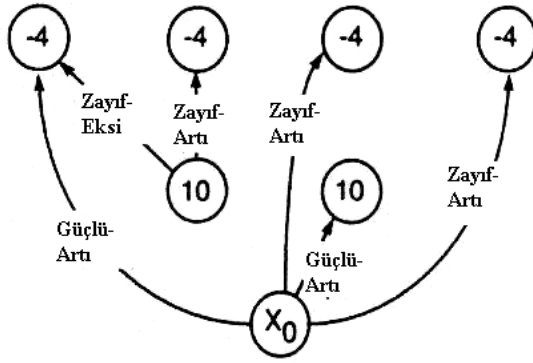 -4 -4 -4 -4
Zayıf-
Eksi
Zayıf-
Artı
Zayıf-
Artı
Zayıf-
Artı
10 10
Güçlü-
Artı
Güçlü-
Artı
X0